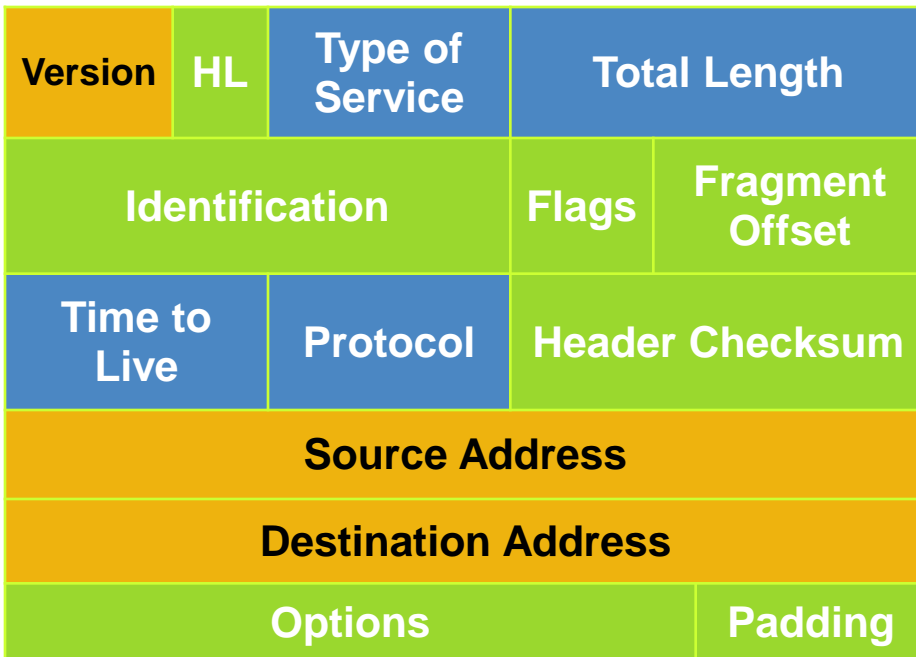 Version HL Type of Service Total Length
Identification Flags Fragment Offset
Time to Live Protocol Header Checksum
Source Address
Destination Address
Options Padding